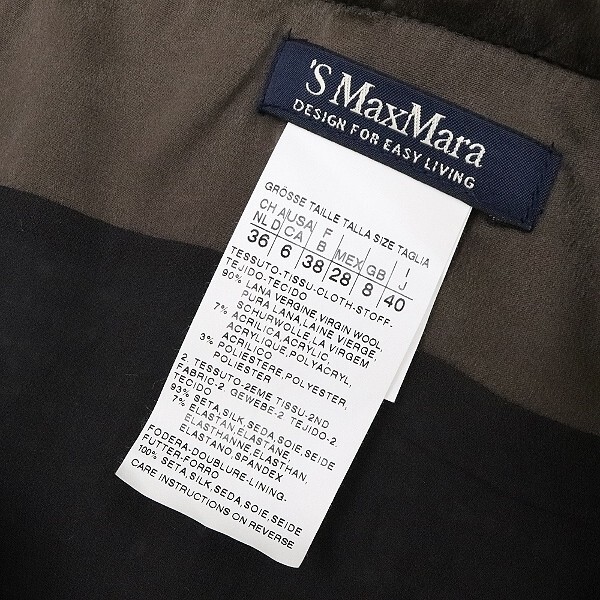 'S MaxMara
DESIGN FOR EASY LIVING
GRÖSSE TAILLE TALLA SIZE TAGLIA
CH A USA F I
NL D CA B MEX GB J
36 6 38 28 8 40
TESSUTO-TISSU-CLOTH-STOFF-
TEJIDO-TECIDO
90% LANA VERGINE,VIRGIN WOOL,
PURA LANA,LAINE VIERGE,
SCHURWOLLE,LA VIRGEM
7% ACRILICA,ACRYLIC,
ACRYLIQUE,POLYACRYL,
ACRILICO
3% POLIESTERE,POLYESTER,
POLIESTER
2. TESSUTO-2EME TISSU-2ND
FABRIC-2. GEWEBE-2 TEJIDO-2.
TECIDO
93% SETA,SILK,SEDA,SOIE,SEIDE
7% ELASTAN,ELASTANE,
ELASTHANNE,ELASTHAN,
ELASTANO SPANDEX
FODERA-DOUBLURE-LINING-
FUTTER-FORRO
100% SETA,SILK,SEDA,SOIE,SEIDE
CARE INSTRUCTIONS ON REVERSE